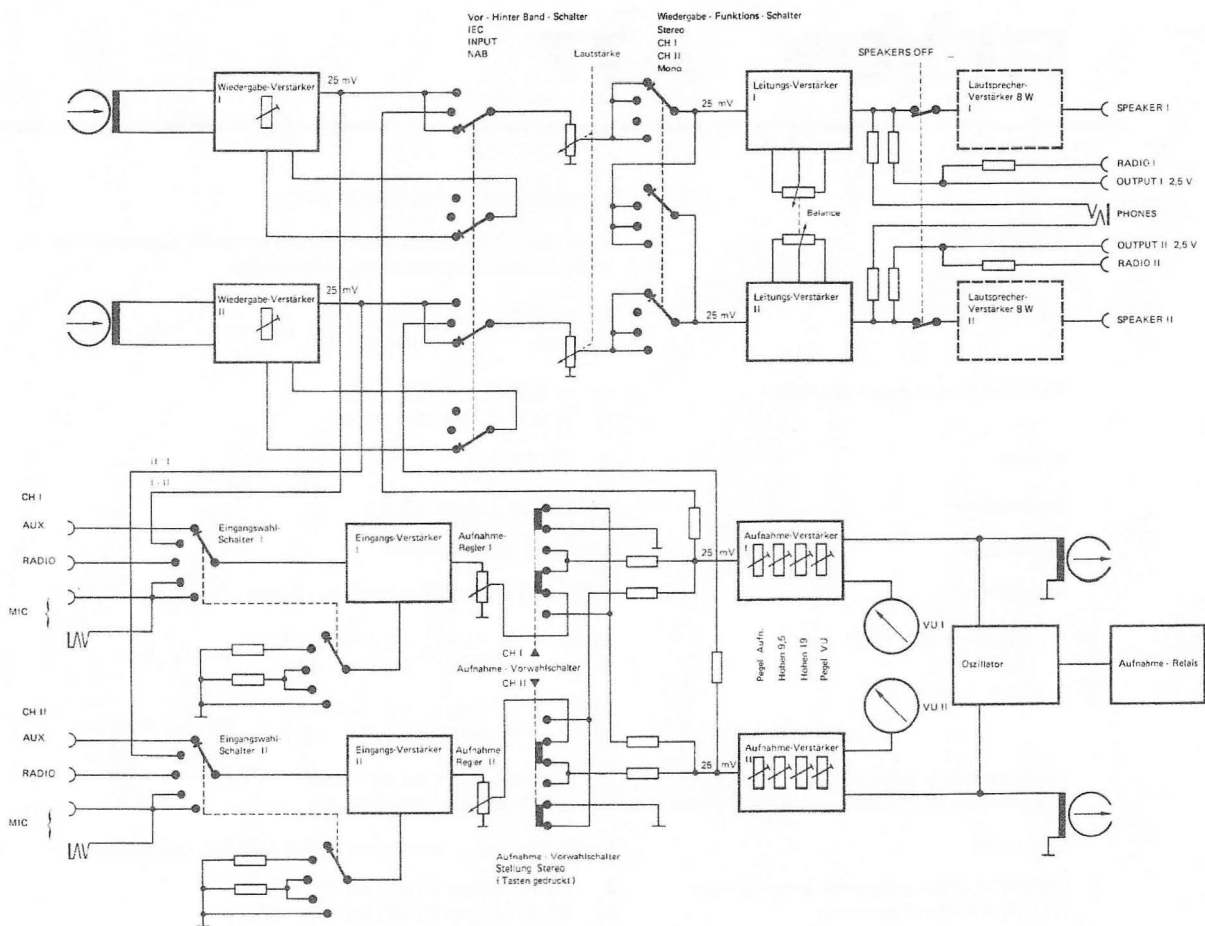 Vor - Hinter Band - Schalter
IEC
INPUT
NAB
Wiedergabe - Funktions - Schalter
Stereo
CH I
CH II
Mono
Lautstärke
SPEAKERS OFF
Wiedergabe-Verstärker
I
25 mV
25 mV
Leitungs-Verstärker
I
Lautsprecher-
Verstärker 8 W
I
SPEAKER I
RADIO I
OUTPUT I 2,5 V
PHONES
Balance
OUTPUT II 2,5 V
RADIO II
Wiedergabe-Verstärker
II
25 mV
25 mV
Leitungs-Verstärker
II
Lautsprecher-
Verstärker 8 W
II
SPEAKER II
II - I
I - II
CH I
AUX
RADIO
MIC
Eingangswahl-
Schalter I
Eingangs-Verstärker
I
Aufnahme-
Regler I
25 mV
Aufnahme-Verstärker
I
VU I
CH I
Aufnahme - Vorwahlschalter
CH II
Pegel Aufn.
Höhen 9,5
Höhen 19
Pegel VU
Oszillator
Aufnahme - Relais
VU II
CH II
AUX
RADIO
MIC
Eingangswahl-
Schalter II
Eingangs-Verstärker
II
Aufnahme
Regler II
25 mV
Aufnahme-Verstärker
II
Aufnahme - Vorwahlschalter
Stellung Stereo
(Tasten gedruckt)